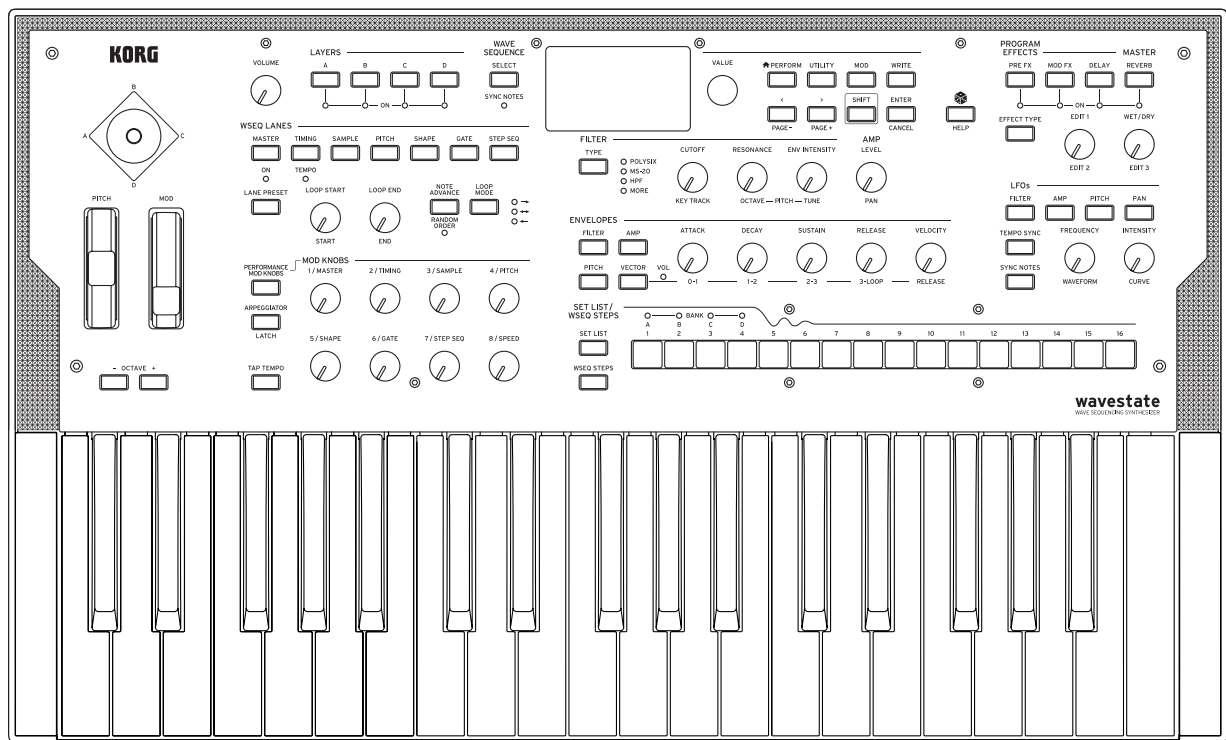 KORG
B
A
C
D
PITCH
MOD
- OCTAVE +
VOLUME
LAYERS
A
B
C
D
ON
WAVE
SEQUENCE
SELECT
SYNC NOTES
WSEQ LANES
MASTER
TIMING
SAMPLE
PITCH
SHAPE
GATE
STEP SEQ
ON
TEMPO
LANE PRESET
LOOP START
LOOP END
NOTE
ADVANCE
LOOP
MODE
RANDOM
ORDER
START
END
PERFORMANCE
MOD KNOBS
MOD KNOBS
1 / MASTER
2 / TIMING
3 / SAMPLE
4 / PITCH
ARPEGGIATOR
LATCH
5 / SHAPE
6 / GATE
7 / STEP SEQ
8 / SPEED
TAP TEMPO
VALUE
PERFORM
UTILITY
MOD
WRITE
<
>
SHIFT
ENTER
PAGE-
PAGE+
CANCEL
HELP
FILTER
TYPE
POLYSIX
MS-20
HPF
MORE
CUTOFF
RESONANCE
ENV INTENSITY
AMP
LEVEL
KEY TRACK
OCTAVE — PITCH — TUNE
PAN
ENVELOPES
FILTER
AMP
ATTACK
DECAY
SUSTAIN
RELEASE
VELOCITY
PITCH
VECTOR
VOL
0-1
1-2
2-3
3-LOOP
RELEASE
SET LIST /
WSEQ STEPS
BANK
A
B
C
D
1
2
3
4
5
6
7
8
9
10
11
12
13
14
15
16
SET LIST
WSEQ STEPS
PROGRAM
EFFECTS
MASTER
PRE FX
MOD FX
DELAY
REVERB
ON
EFFECT TYPE
EDIT 1
WET/DRY
EDIT 2
EDIT 3
LFOs
FILTER
AMP
PITCH
PAN
TEMPO SYNC
FREQUENCY
INTENSITY
SYNC NOTES
WAVEFORM
CURVE
wavestate
WAVE SEQUENCING SYNTHESIZER